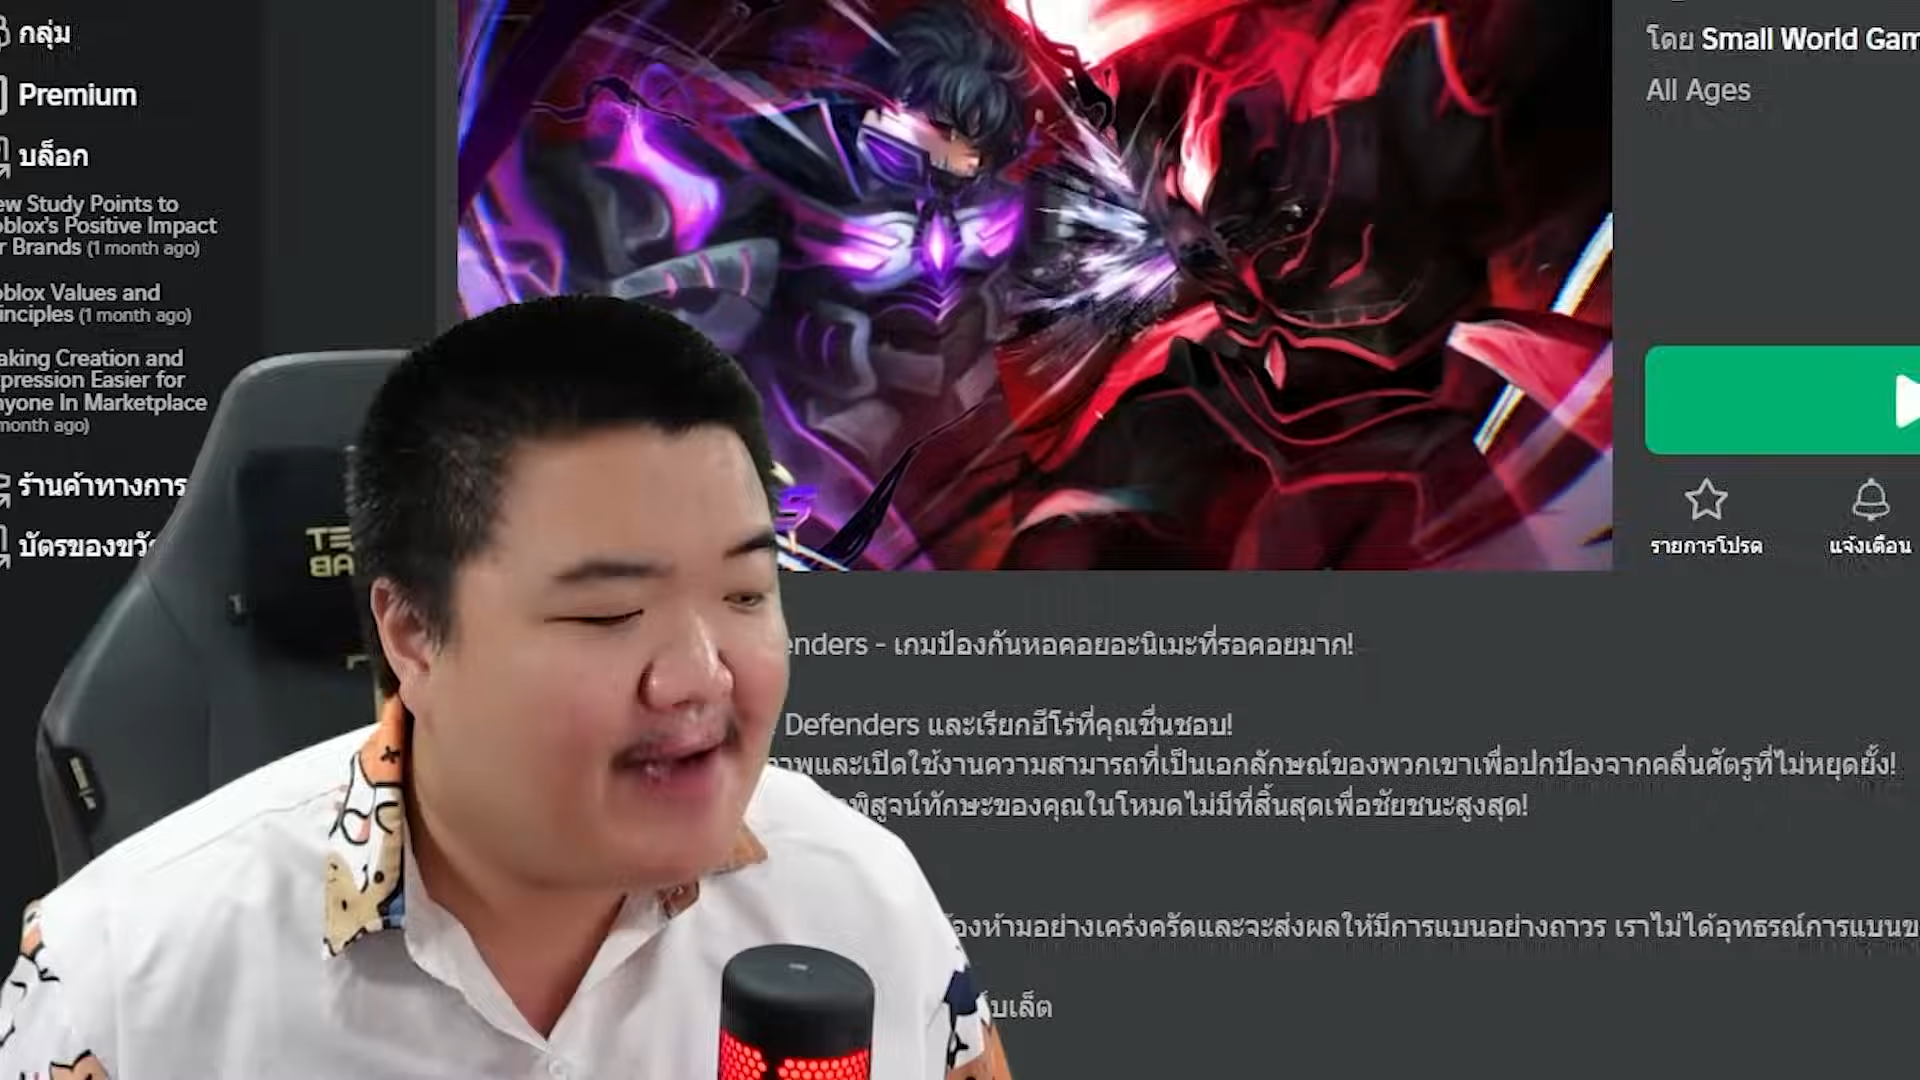 กลุ่ม
Premium
บล็อก
ew Study Points to
oblox's Positive Impact
r Brands (1 month ago)
oblox Values and
inciples (1 month ago)
aking Creation and
pression Easier for
nyone In Marketplace
month ago)
ร้านค้าทางการ
บัตรของขวั
โดย Small World Gam
All Ages
รายการโปรด
แจ้งเตือน
enders - เกมป้องกันหอคอยอะนิเมะที่รอคอยมาก!
Defenders และเรียกฮีโร่ที่คุณชื่นชอบ!
าพและเปิดใช้งานความสามารถที่เป็นเอกลักษณ์ของพวกเขาเพื่อปกป้องจากคลื่นศัตรูที่ไม่หยุดยั้ง!
พิสูจน์ทักษะของคุณในโหมดไม่มีที่สิ้นสุดเพื่อชัยชนะสูงสุด!
องห้ามอย่างเคร่งครัดและจะส่งผลให้มีการแบนอย่างถาวร เราไม่ได้อุทธรณ์การแบนข
็บเล็ต